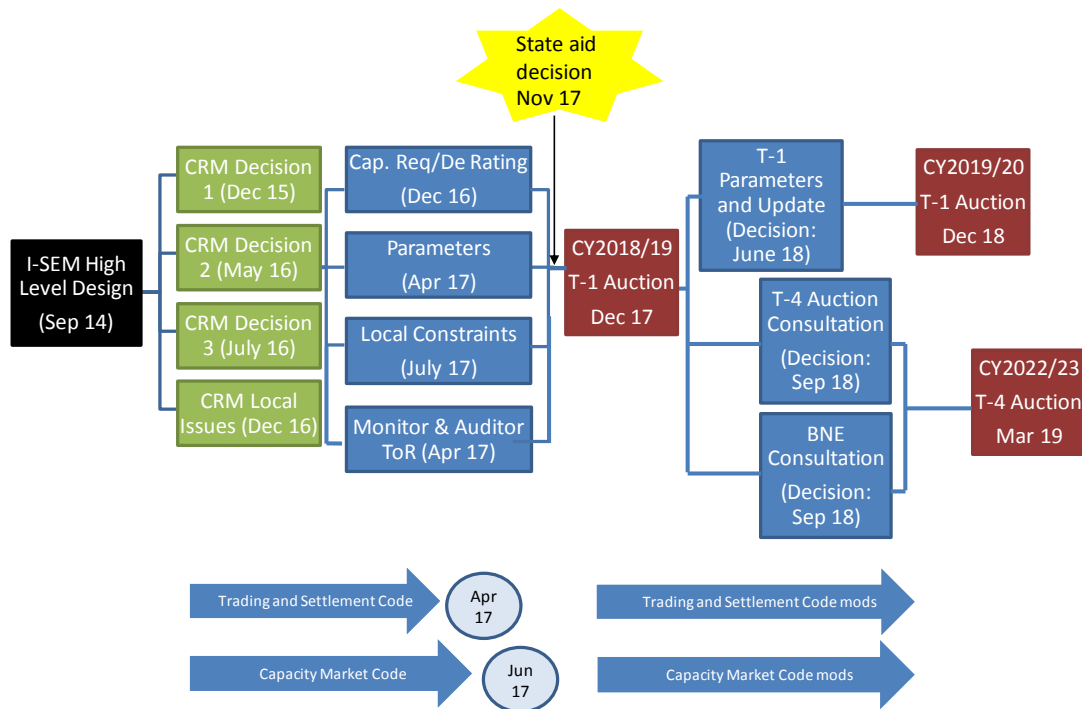 State aid
decision
Nov 17
I-SEM High
Level Design
(Sep 14)
CRM Decision
1 (Dec 15)
CRM Decision
2 (May 16)
CRM Decision
3 (July 16)
CRM Local
Issues (Dec 16)
Cap. Req/De Rating
(Dec 16)
Parameters
(Apr 17)
Local Constraints
(July 17)
Monitor & Auditor
ToR (Apr 17)
CY2018/19
T-1 Auction
Dec 17
T-1
Parameters
and Update
(Decision:
June 18)
T-4 Auction
Consultation
(Decision:
Sep 18)
BNE
Consultation
(Decision:
Sep 18)
CY2019/20
T-1 Auction
Dec 18
CY2022/23
T-4 Auction
Mar 19
Trading and Settlement Code
Apr
17
Trading and Settlement Code mods
Capacity Market Code
Jun
17
Capacity Market Code mods